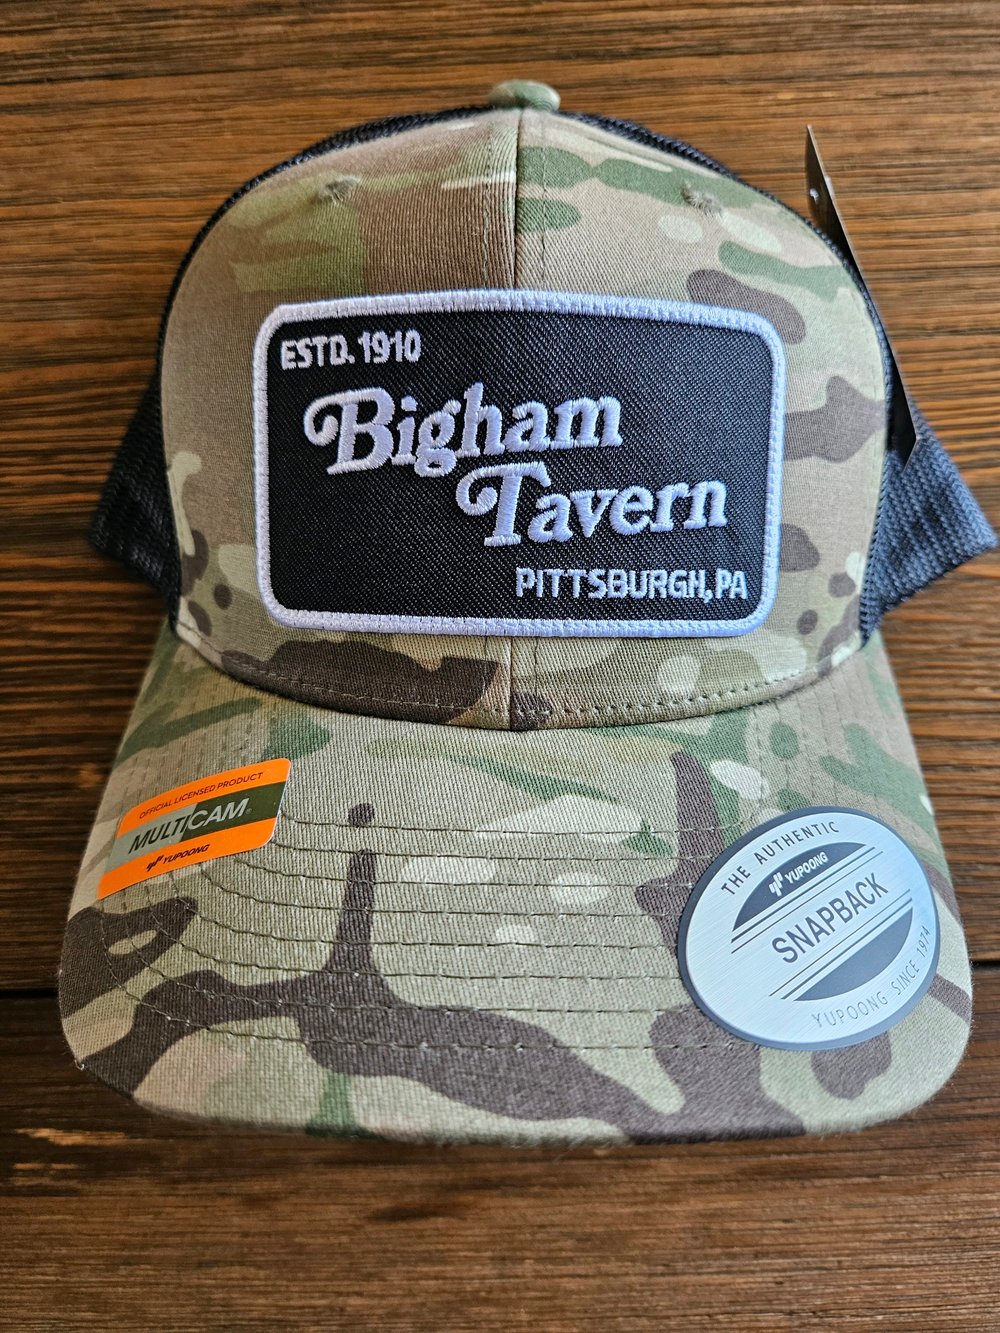 ESTD. 1910
Bigham
Tavern
PITTSBURGH, PA
OFFICIAL LICENSED PRODUCT
MULTICAM
YUPOONG
THE AUTHENTIC
YUPOONG
SNAPBACK
YUPOONG SINCE 1974